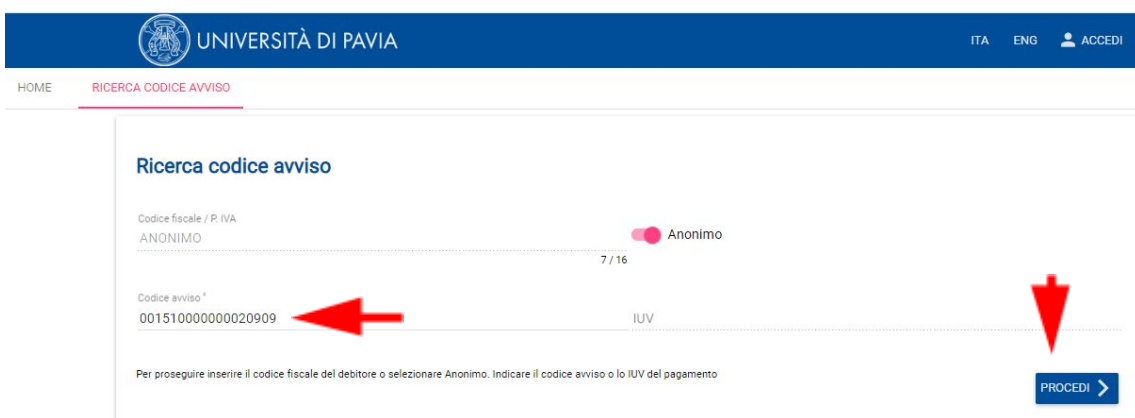 UNIVERSITÀ DI PAVIA
ITA ENG ACCEDI
HOME RICERCA CODICE AVVISO
Ricerca codice avviso
Codice fiscale / P. IVA
ANONIMO Anonimo
7 / 16
Codice avviso *
001510000000020909 IUV
Per proseguire inserire il codice fiscale del debitore o selezionare Anonimo. Indicare il codice avviso o lo IUV del pagamento
PROCEDI